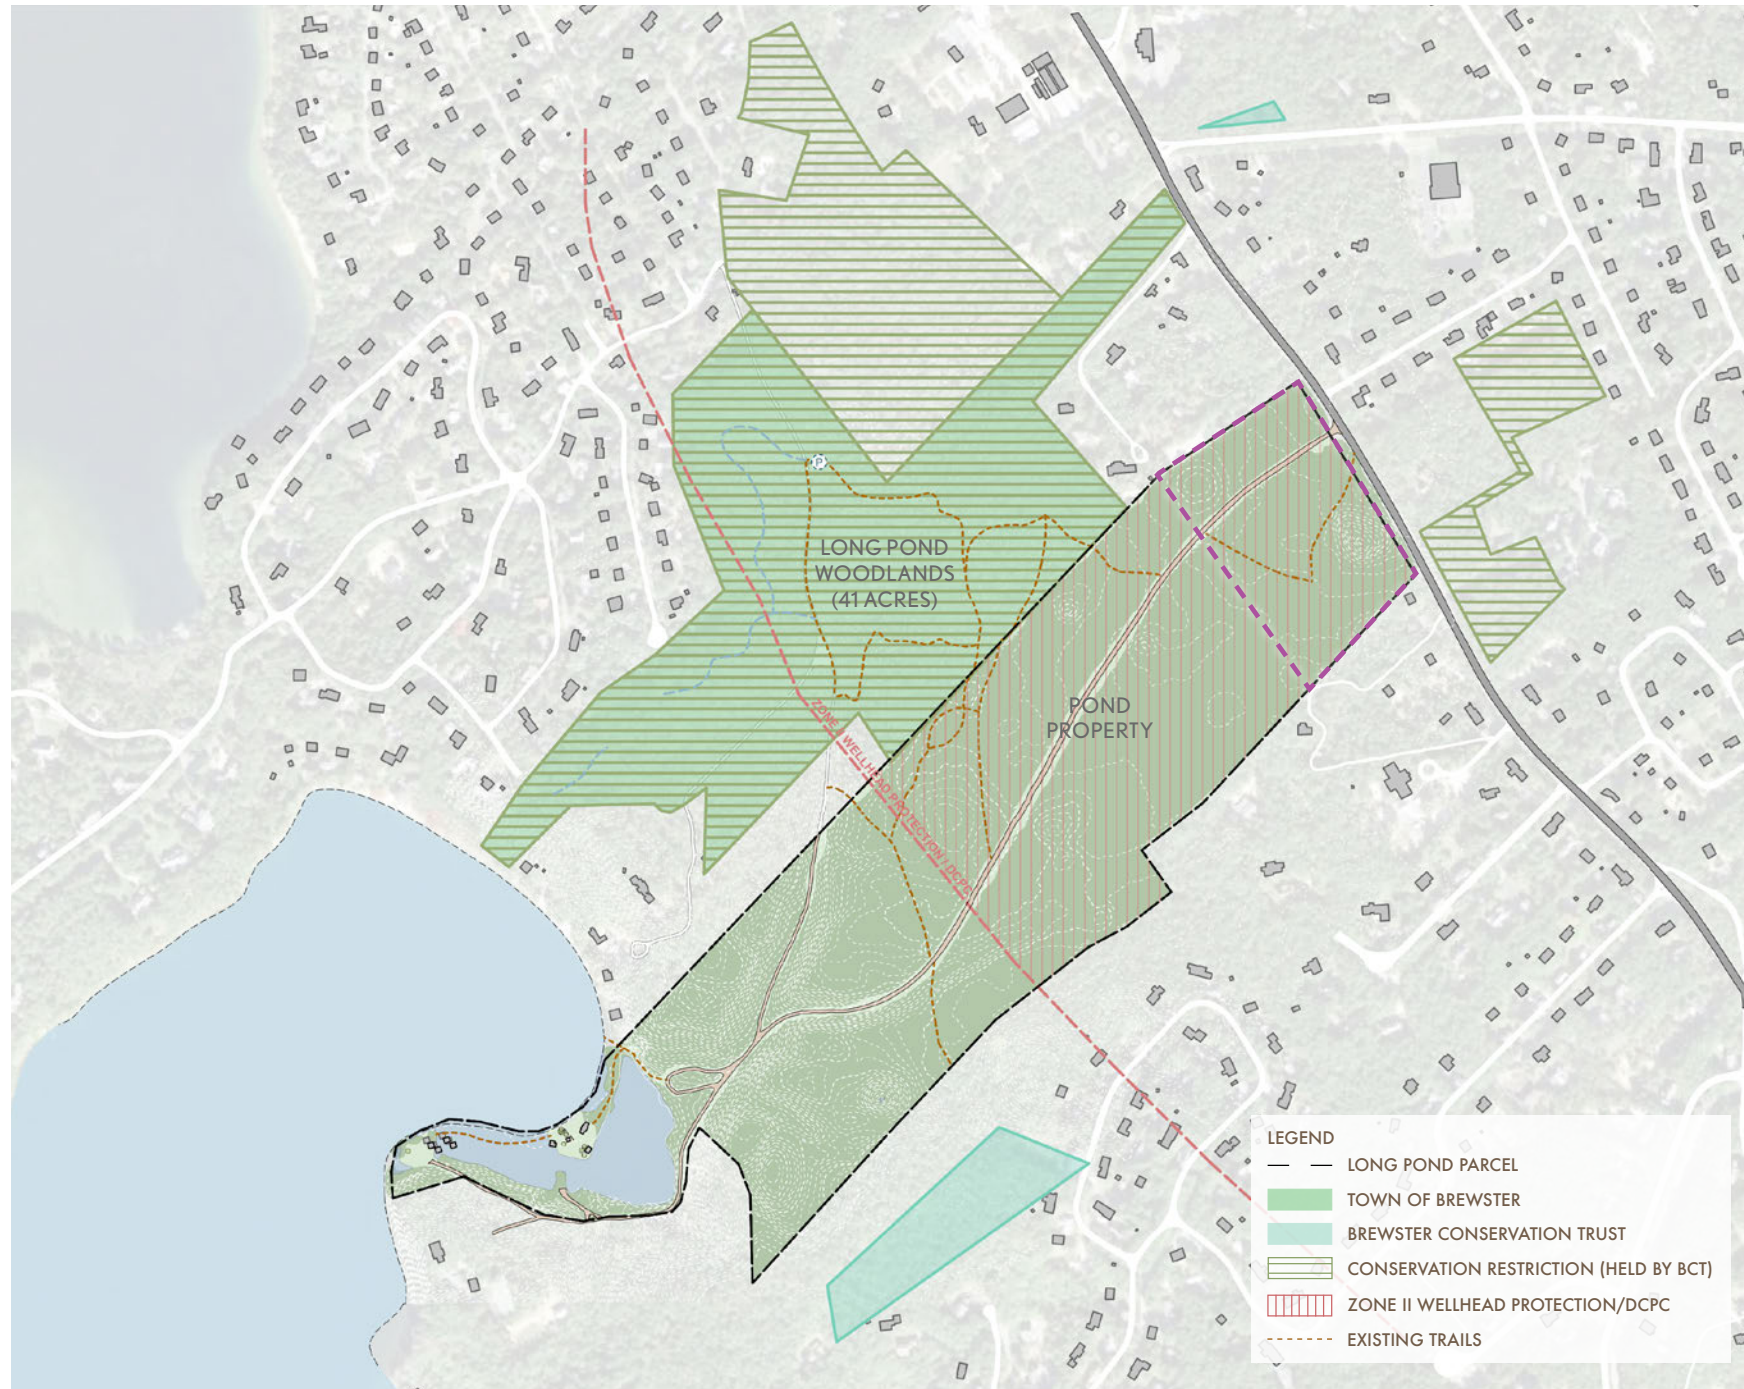 P
LONG POND
WOODLANDS
(41 ACRES)
POND
PROPERTY
ZONE II WELLHEAD PROTECTION / DCPC
LEGEND
LONG POND PARCEL
TOWN OF BREWSTER
BREWSTER CONSERVATION TRUST
CONSERVATION RESTRICTION (HELD BY BCT)
ZONE II WELLHEAD PROTECTION/DCPC
EXISTING TRAILS